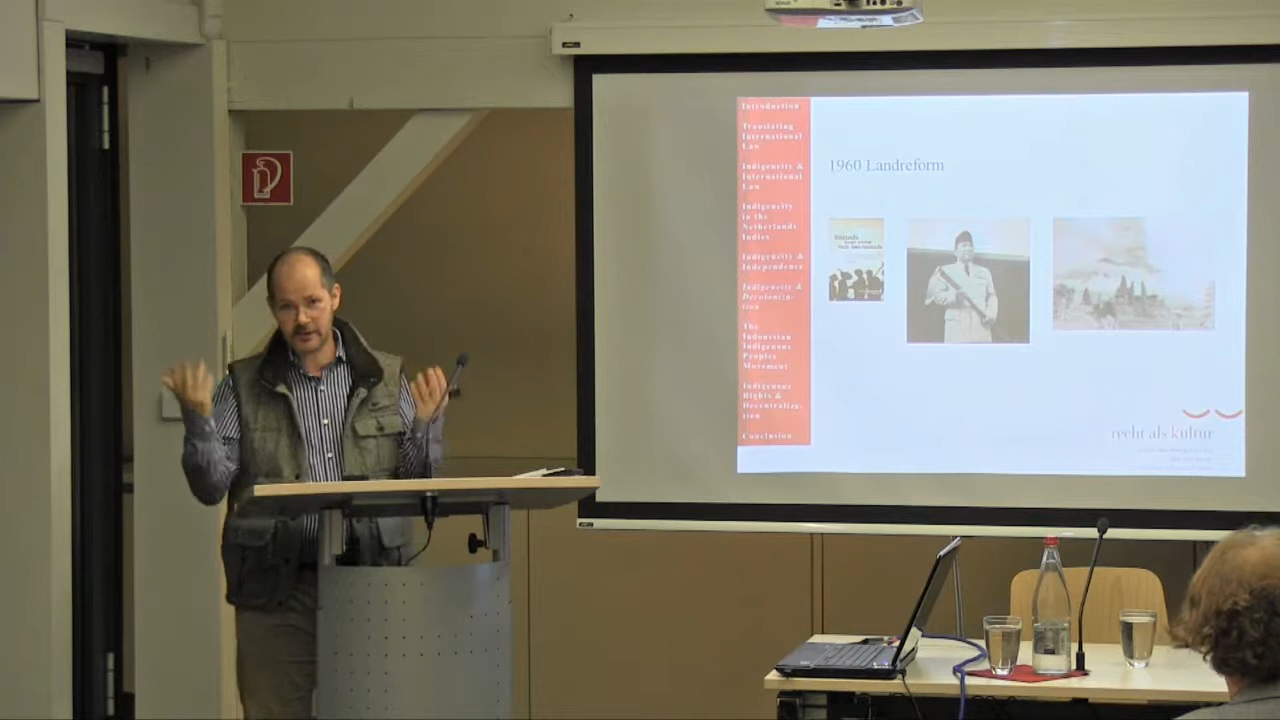 Introduction
Translating
International
Law
Indigeneity &
International
Law
Indigeneity
in the
Netherlands
Indies
Indigeneity &
Independence
Indigeneity &
Decoloniza-
tion
The
Indonesian
Indigenous
Peoples
Movement
Indigenous
Rights &
Decentraliza-
tion
Conclusion
1960 Landreform
recht als kultur